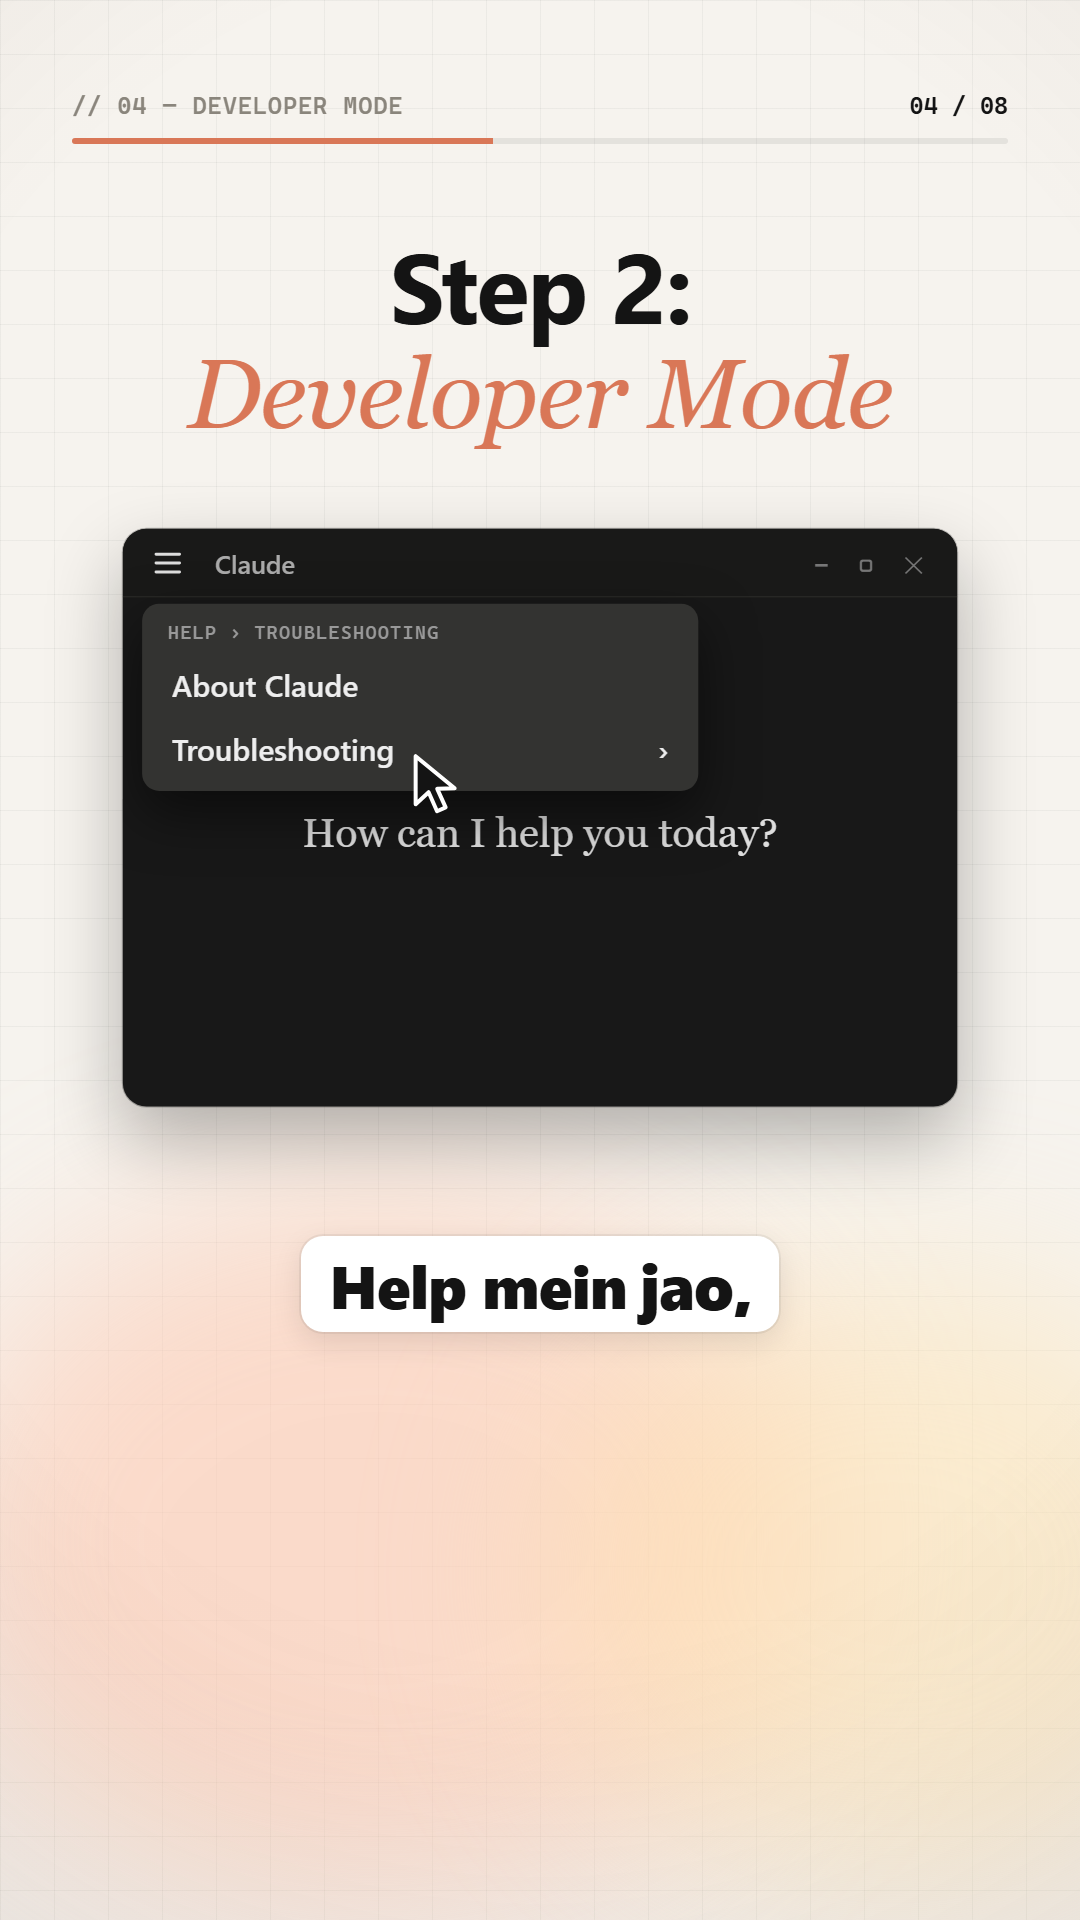 // 04 — DEVELOPER MODE
04 / 08
Step 2:
Developer Mode
Claude
HELP › TROUBLESHOOTING
About Claude
Troubleshooting ›
How can I help you today?
Help mein jao,